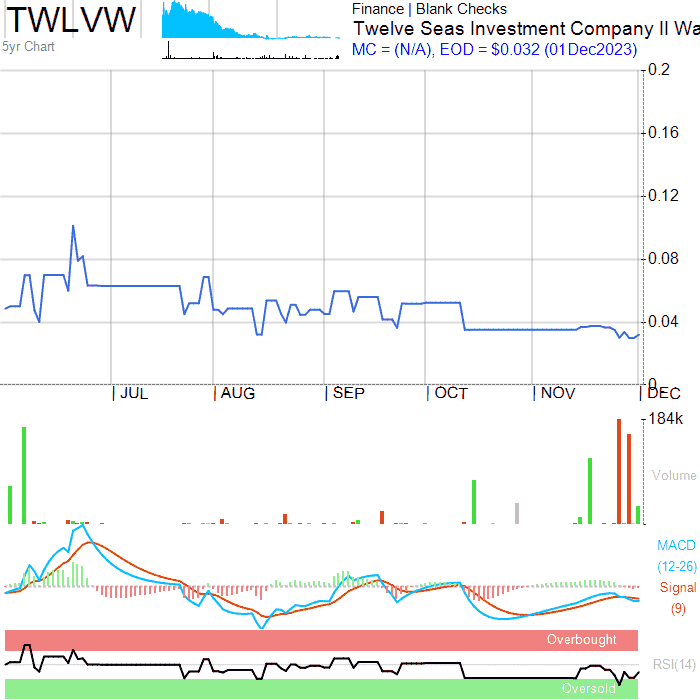 TWLVW
5yr Chart
Finance | Blank Checks
Twelve Seas Investment Company II Wa
MC = (N/A), EOD = $0.032 (01Dec2023)
0.2
0.16
0.12
0.08
0.04
0
JUL AUG SEP OCT NOV DEC
184k
Volume
MACD
(12-26)
Signal
(9)
Overbought
RSI(14)
Oversold